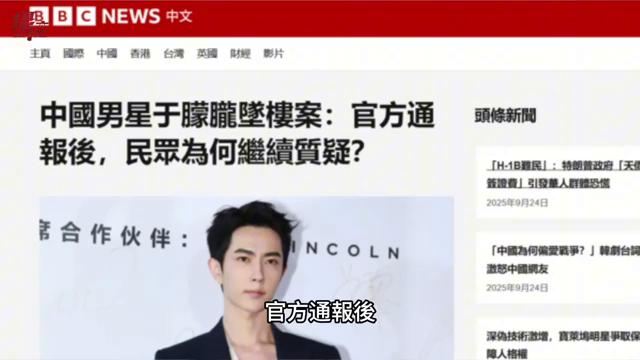 BBC NEWS 中文
主頁 國際 中國 香港 台灣 英國 財經 影片
中國男星于朦朧墜樓案：官方通
報後，民眾為何繼續質疑？
頭條新聞
「H-1B難民」：特朗普政府「天價
簽證費」引發華人群體恐慌
2025年9月24日
「中國為何偏愛戰爭？」韓劇台詞
激怒中國網友
2025年9月24日
深偽技術激增，寶萊塢明星爭取保
障人格權
席合作伙伴：
LINCOLN
官方通報後